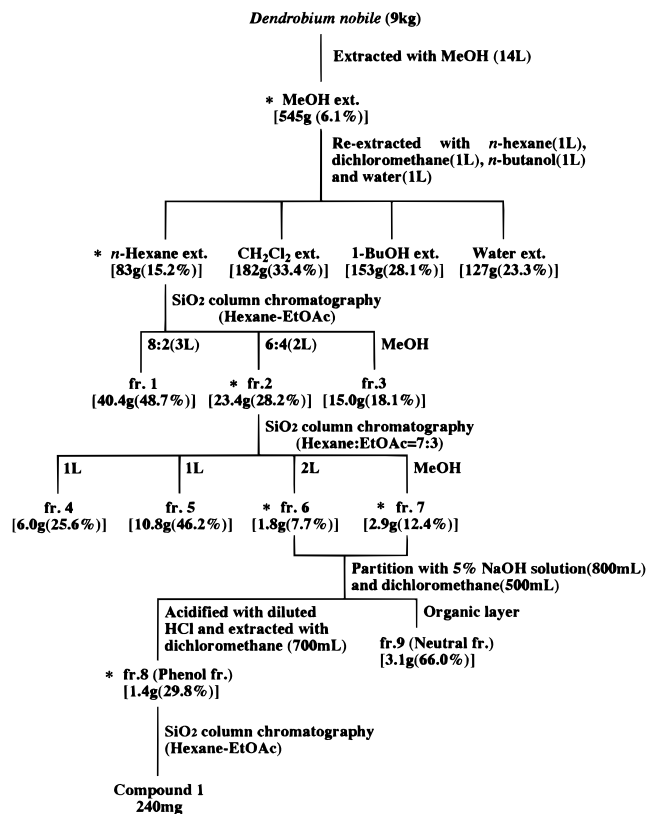 Dendrobium nobile (9kg)
Extracted with MeOH (14L)
* MeOH ext.
[545g (6.1%)]
Re-extracted with n-hexane(1L),
dichloromethane(1L), n-butanol(1L)
and water(1L)
* n-Hexane ext. CH2Cl2 ext. 1-BuOH ext. Water ext.
[83g(15.2%)] [182g(33.4%)] [153g(28.1%)] [127g(23.3%)]
SiO2 column chromatography
(Hexane-EtOAc)
8:2(3L) 6:4(2L) MeOH
fr. 1 * fr.2 fr.3
[40.4g(48.7%)] [23.4g(28.2%)] [15.0g(18.1%)]
SiO2 column chromatography
(Hexane:EtOAc=7:3)
1L 1L 2L MeOH
fr. 4 fr. 5 * fr. 6 * fr. 7
[6.0g(25.6%)] [10.8g(46.2%)] [1.8g(7.7%)] [2.9g(12.4%)]
Partition with 5% NaOH solution(800mL)
and dichloromethane(500mL)
Acidified with diluted
HCl and extracted with
dichloromethane (700mL)
Organic layer
fr.9 (Neutral fr.)
[3.1g(66.0%)]
* fr.8 (Phenol fr.)
[1.4g(29.8%)]
SiO2 column chromatography
(Hexane-EtOAc)
Compound 1
240mg